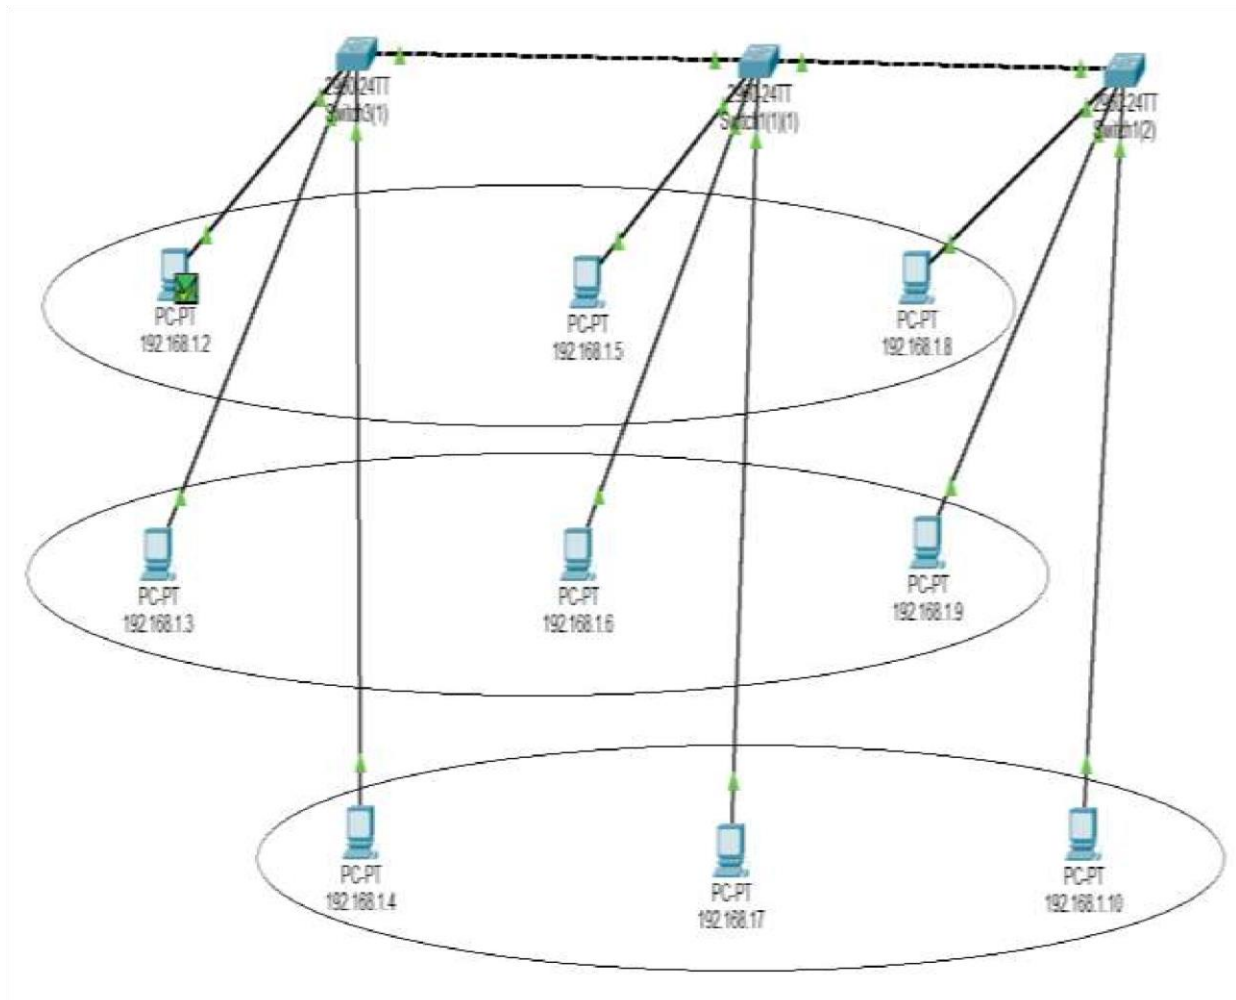 2960-24TT
Switch3(1)
2960-24TT
Switch1(1)(1)
2960-24TT
Switch1(2)
PC-PT
192.168.1.2
PC-PT
192.168.1.5
PC-PT
192.168.1.8
PC-PT
192.168.1.3
PC-PT
192.168.1.6
PC-PT
192.168.1.9
PC-PT
192.168.1.4
PC-PT
192.168.17
PC-PT
192.168.1.10